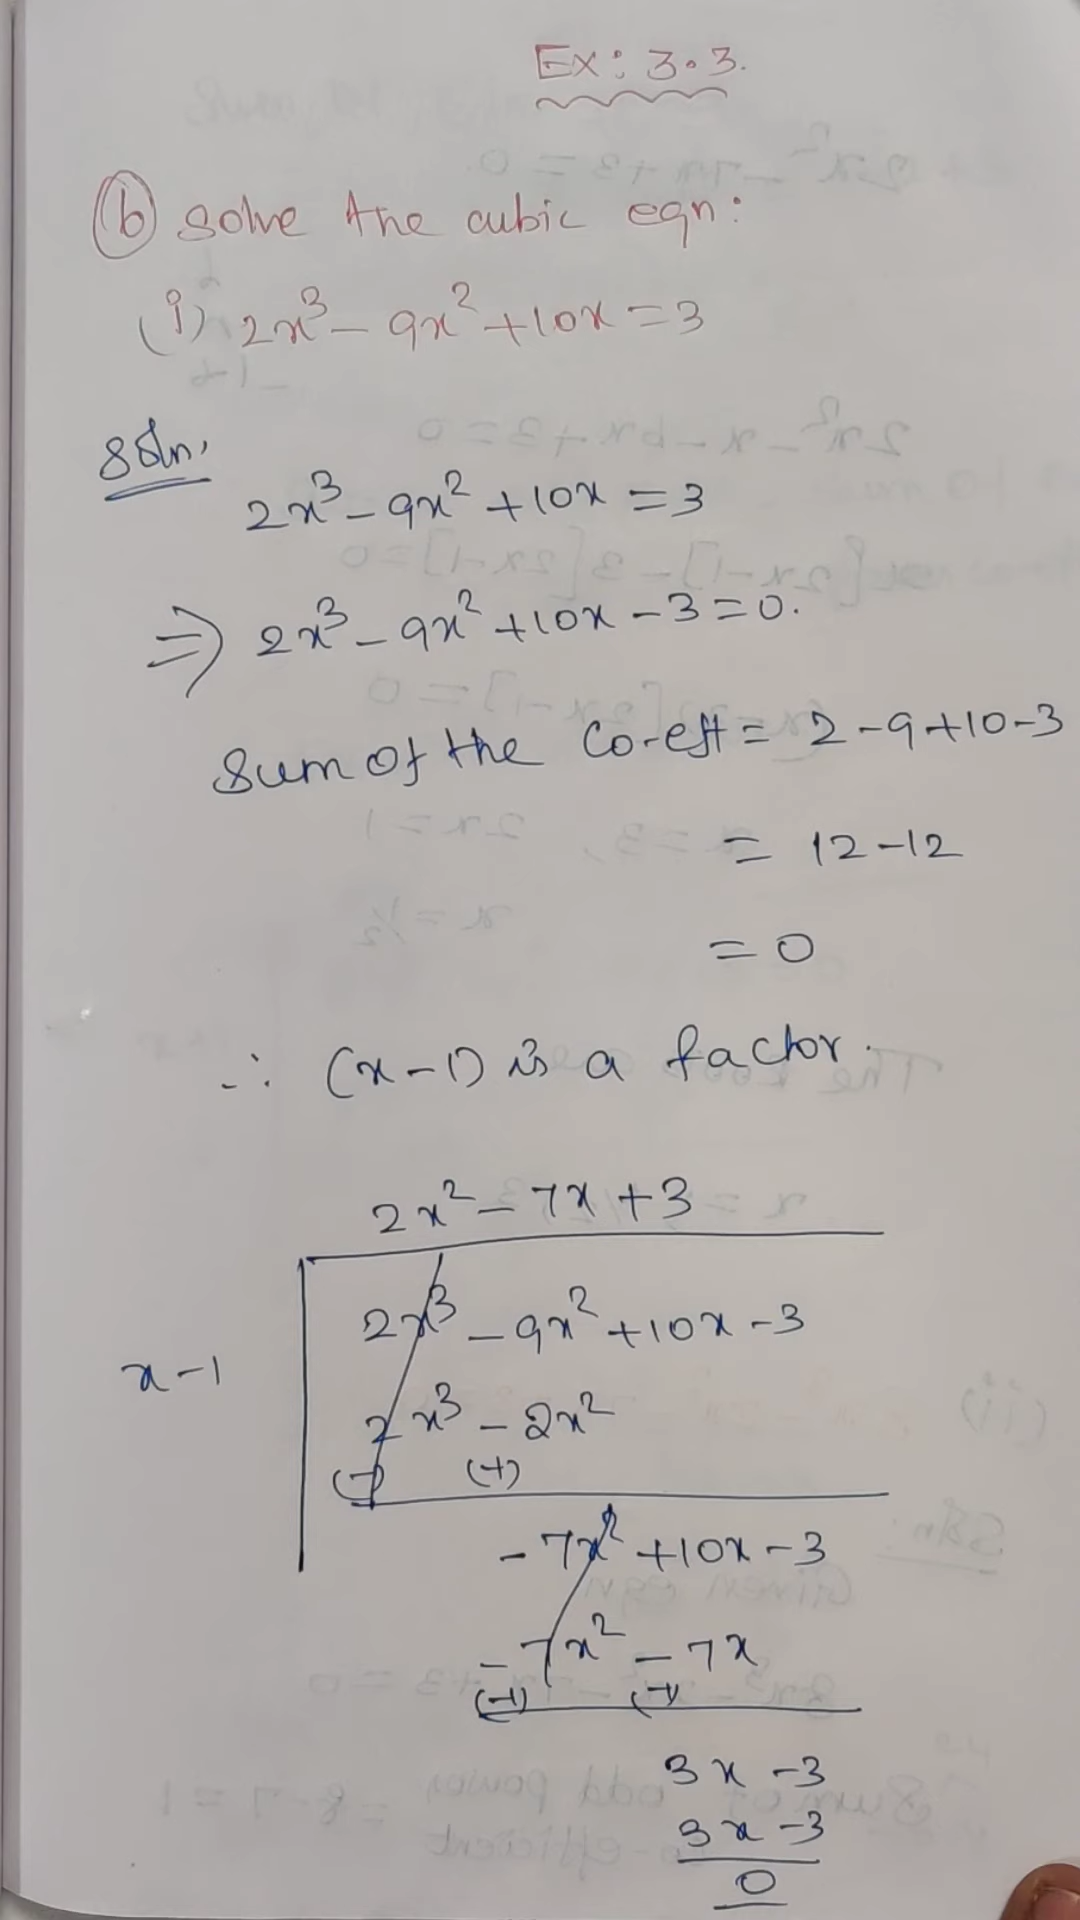 Ex: 3.3.
(b) solve the cubic eqn:
(i) 2x³ - 9x² + 10x = 3
Soln,
2x³ - 9x² + 10x = 3
⇒ 2x³ - 9x² + 10x - 3 = 0.
Sum of the Co-eff = 2 - 9 + 10 - 3
= 12 - 12
= 0
∴ (x - 1) is a factor.
2x² - 7x + 3
2x³ - 9x² + 10x - 3
x - 1
2x³ - 2x²
(-) (+)
- 7x² + 10x - 3
- 7x² - 7x
3x - 3
3x - 3
0